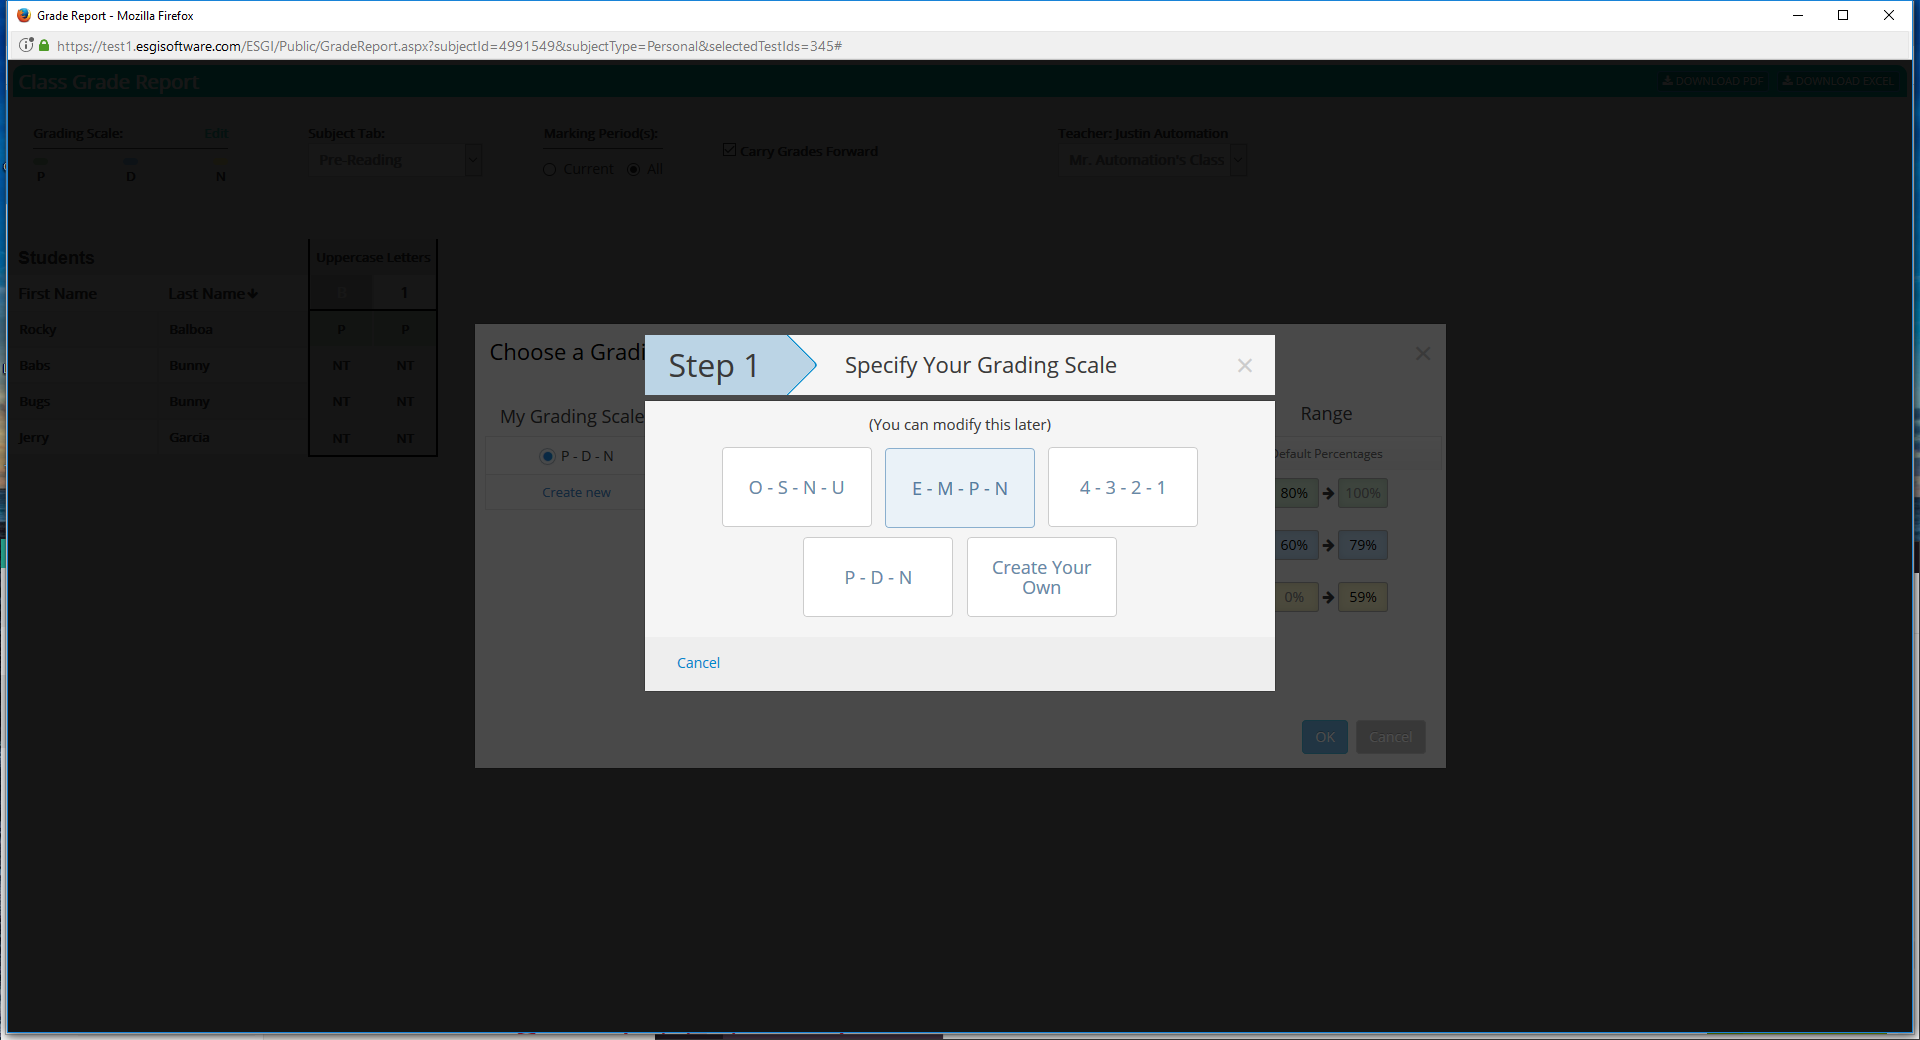 Grade Report - Mozilla Firefox
https://test1.esgisoftware.com/ESGI/Public/GradeReport.aspx?subjectId=4991549&subjectType=Personal&selectedTestIds=345#
Class Grade Report
DOWNLOAD PDF DOWNLOAD EXCEL
Grading Scale: Edit
P D N
Subject Tab:
Pre-Reading
Marking Period(s):
Current All
Carry Grades Forward
Teacher: Justin Automation
Mr. Automation's Class
Students
Uppercase Letters
First Name Last Name 1
Rocky Balboa P P
Babs Bunny NT NT
Bugs Bunny NT NT
Jerry Garcia NT NT
Choose a Gradi
My Grading Scale
P - D - N
Create new
Step 1
Specify Your Grading Scale
(You can modify this later)
O - S - N - U
E - M - P - N
4 - 3 - 2 - 1
P - D - N
Create Your
Own
Cancel
Range
Default Percentages
80% 100%
60% 79%
0% 59%
OK Cancel